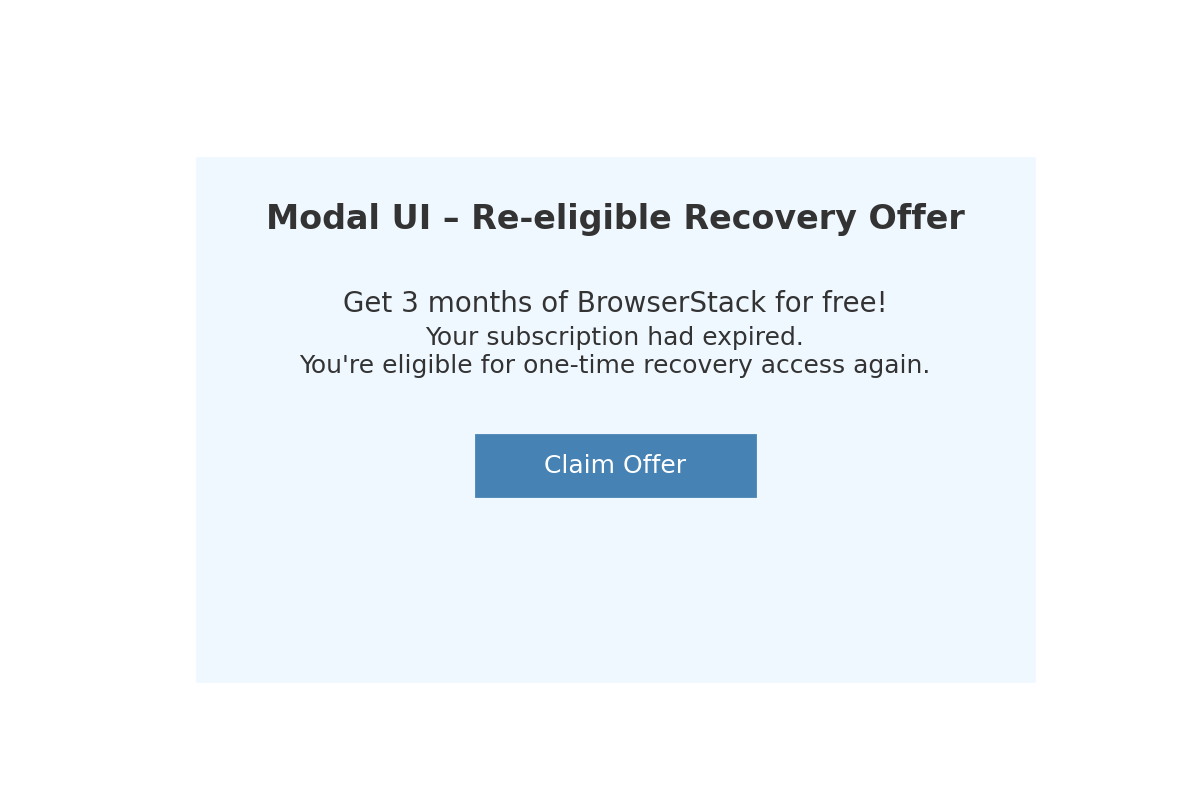 Modal UI – Re-eligible Recovery Offer
Get 3 months of BrowserStack for free!
Your subscription had expired.
You're eligible for one-time recovery access again.
Claim Offer